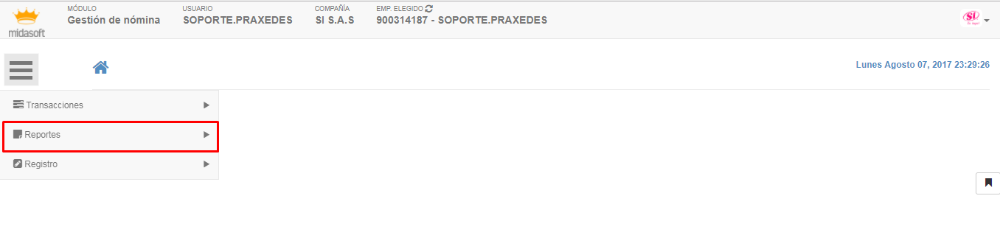 MÓDULO
Gestión de nómina
USUARIO
SOPORTE.PRAXEDES
COMPAÑÍA
SI S.A.S
EMP. ELEGIDO
900314187 - SOPORTE.PRAXEDES
midasoft
Si
Lunes Agosto 07, 2017 23:29:26
Transacciones
Reportes
Registro